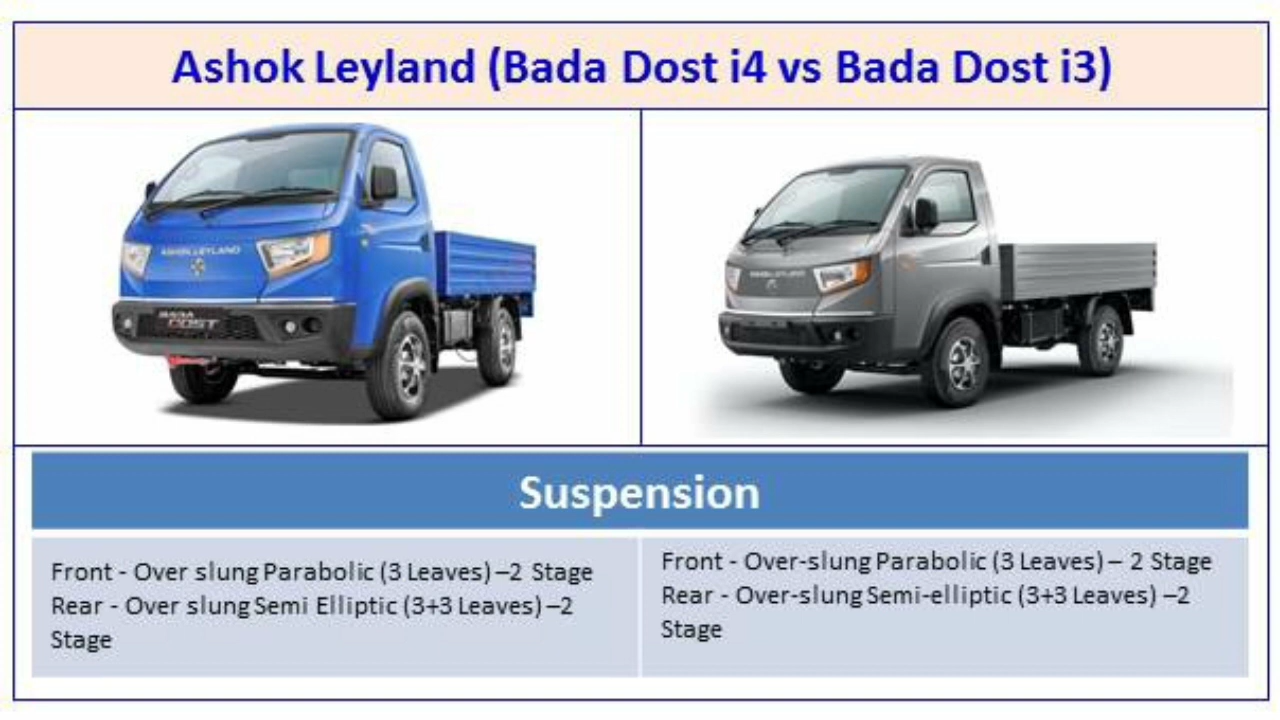 Ashok Leyland (Bada Dost i4 vs Bada Dost i3)
ASHOK LEYLAND
BADA
DOST
ASHOK LEYLAND
Suspension
Front - Over slung Parabolic (3 Leaves) –2 Stage
Rear - Over slung Semi Elliptic (3+3 Leaves) –2
Stage
Front - Over-slung Parabolic (3 Leaves) – 2 Stage
Rear - Over-slung Semi-elliptic (3+3 Leaves) –2
Stage